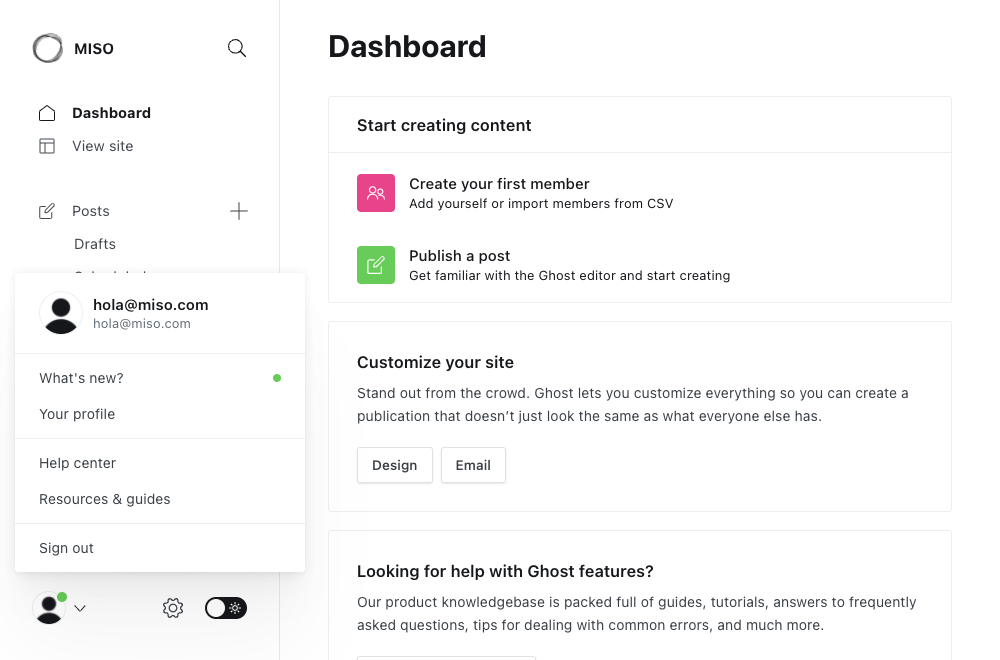 MISO
Dashboard
View site
Posts
Drafts
hola@miso.com
hola@miso.com
What's new?
Your profile
Help center
Resources & guides
Sign out
Dashboard
Start creating content
Create your first member
Add yourself or import members from CSV
Publish a post
Get familiar with the Ghost editor and start creating
Customize your site
Stand out from the crowd. Ghost lets you customize everything so you can create a
publication that doesn’t just look the same as what everyone else has.
Design
Email
Looking for help with Ghost features?
Our product knowledgebase is packed full of guides, tutorials, answers to frequently
asked questions, tips for dealing with common errors, and much more.